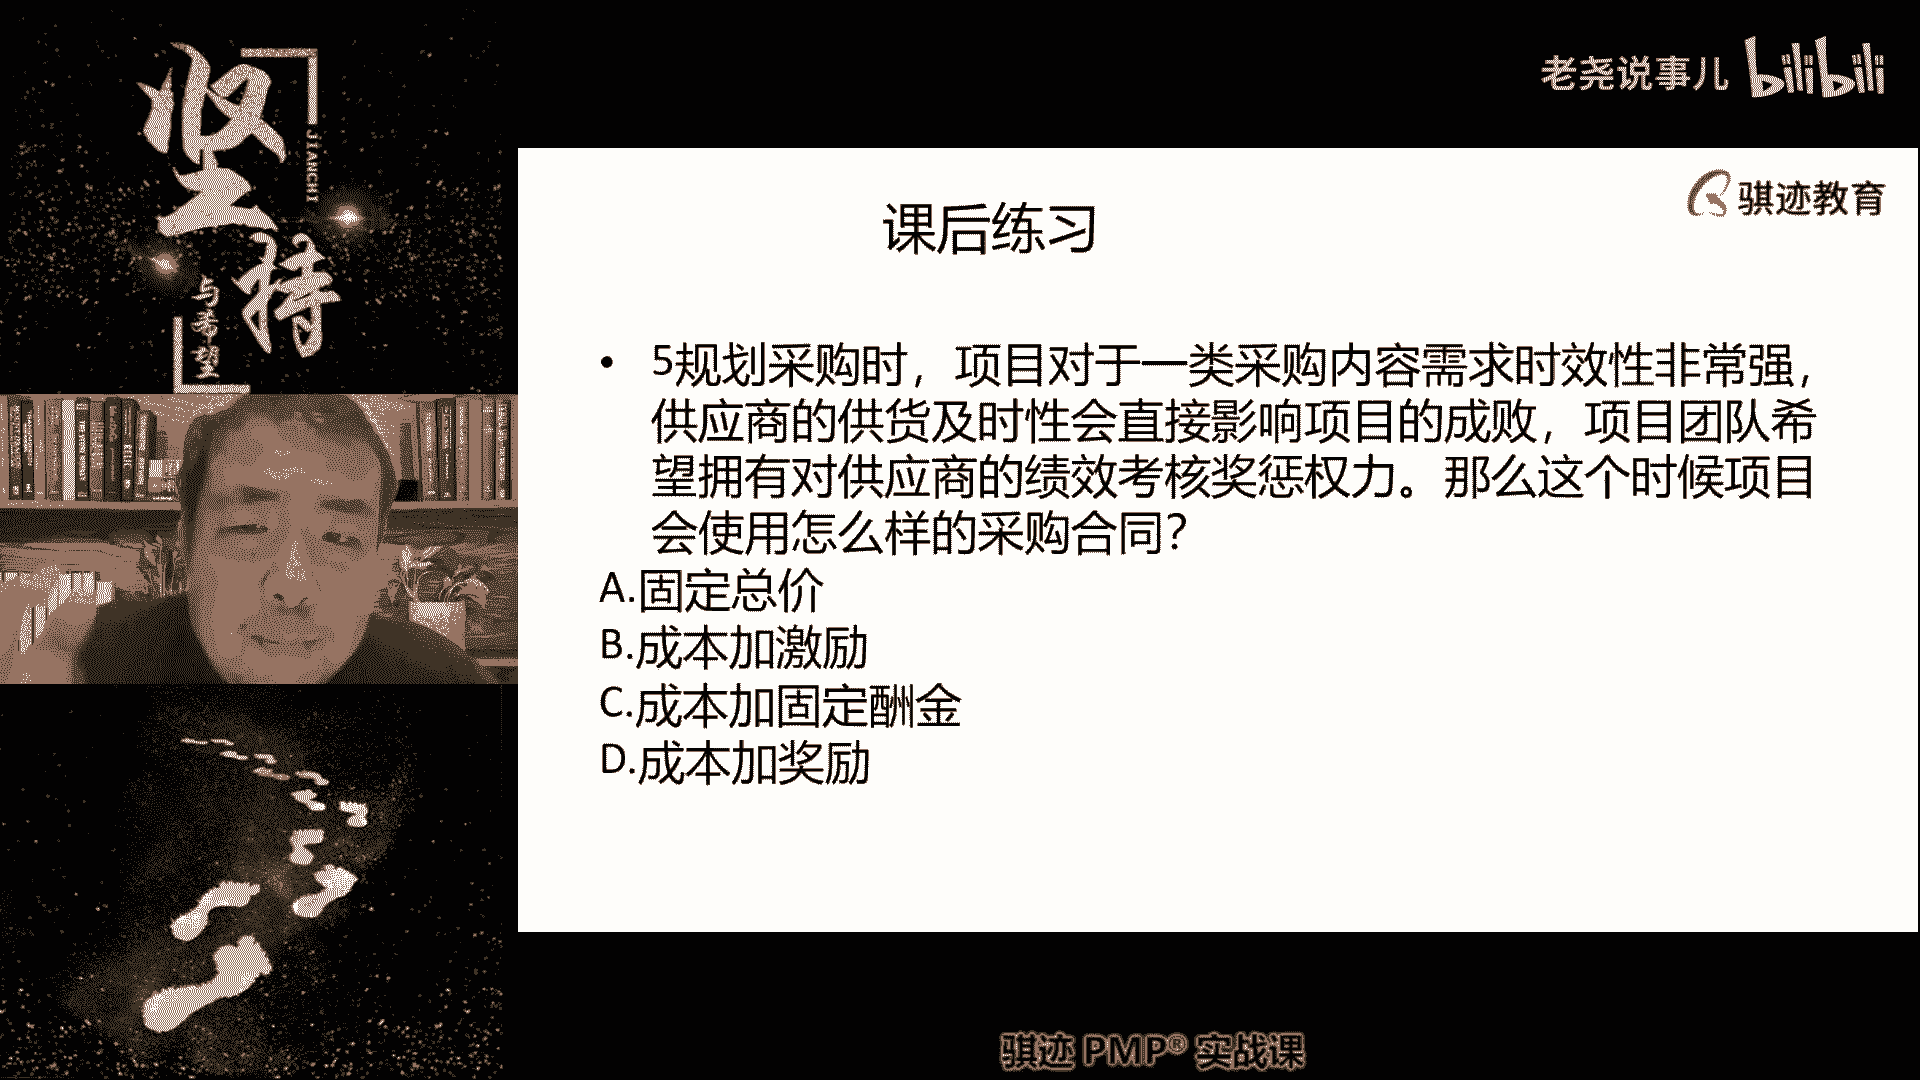 坚持
JIANCHI
与希望
老尧说事儿 bilibili
骐迹教育
课后练习
• 5规划采购时，项目对于一类采购内容需求时效性非常强，
供应商的供货及时性会直接影响项目的成败，项目团队希
望拥有对供应商的绩效考核奖惩权力。那么这个时候项目
会使用怎么样的采购合同？
A.固定总价
B.成本加激励
C.成本加固定酬金
D.成本加奖励
骐迹 PMP® 实战课